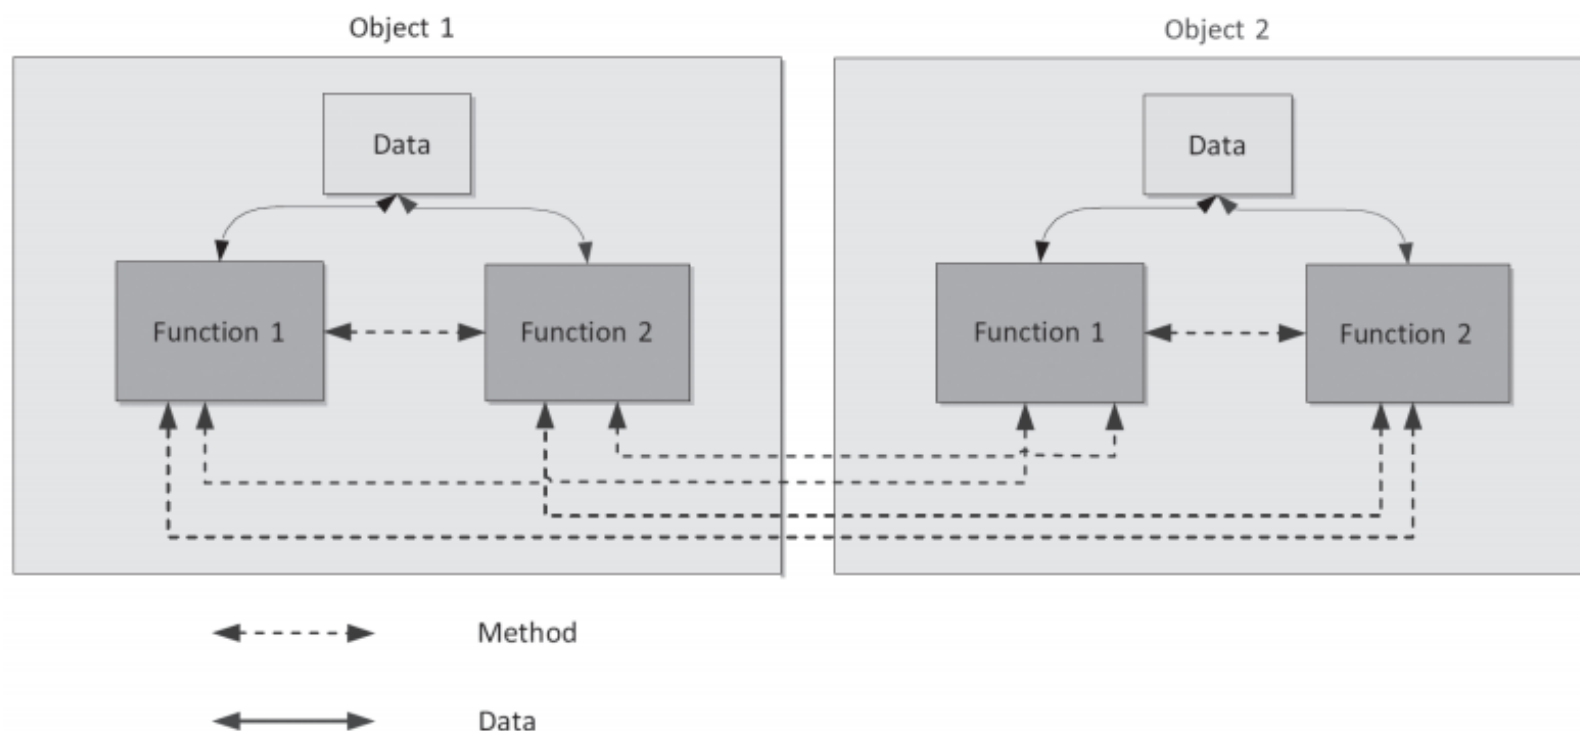 Object 1
Object 2
Data
Data
Function 1
Function 2
Function 1
Function 2
Method
Data